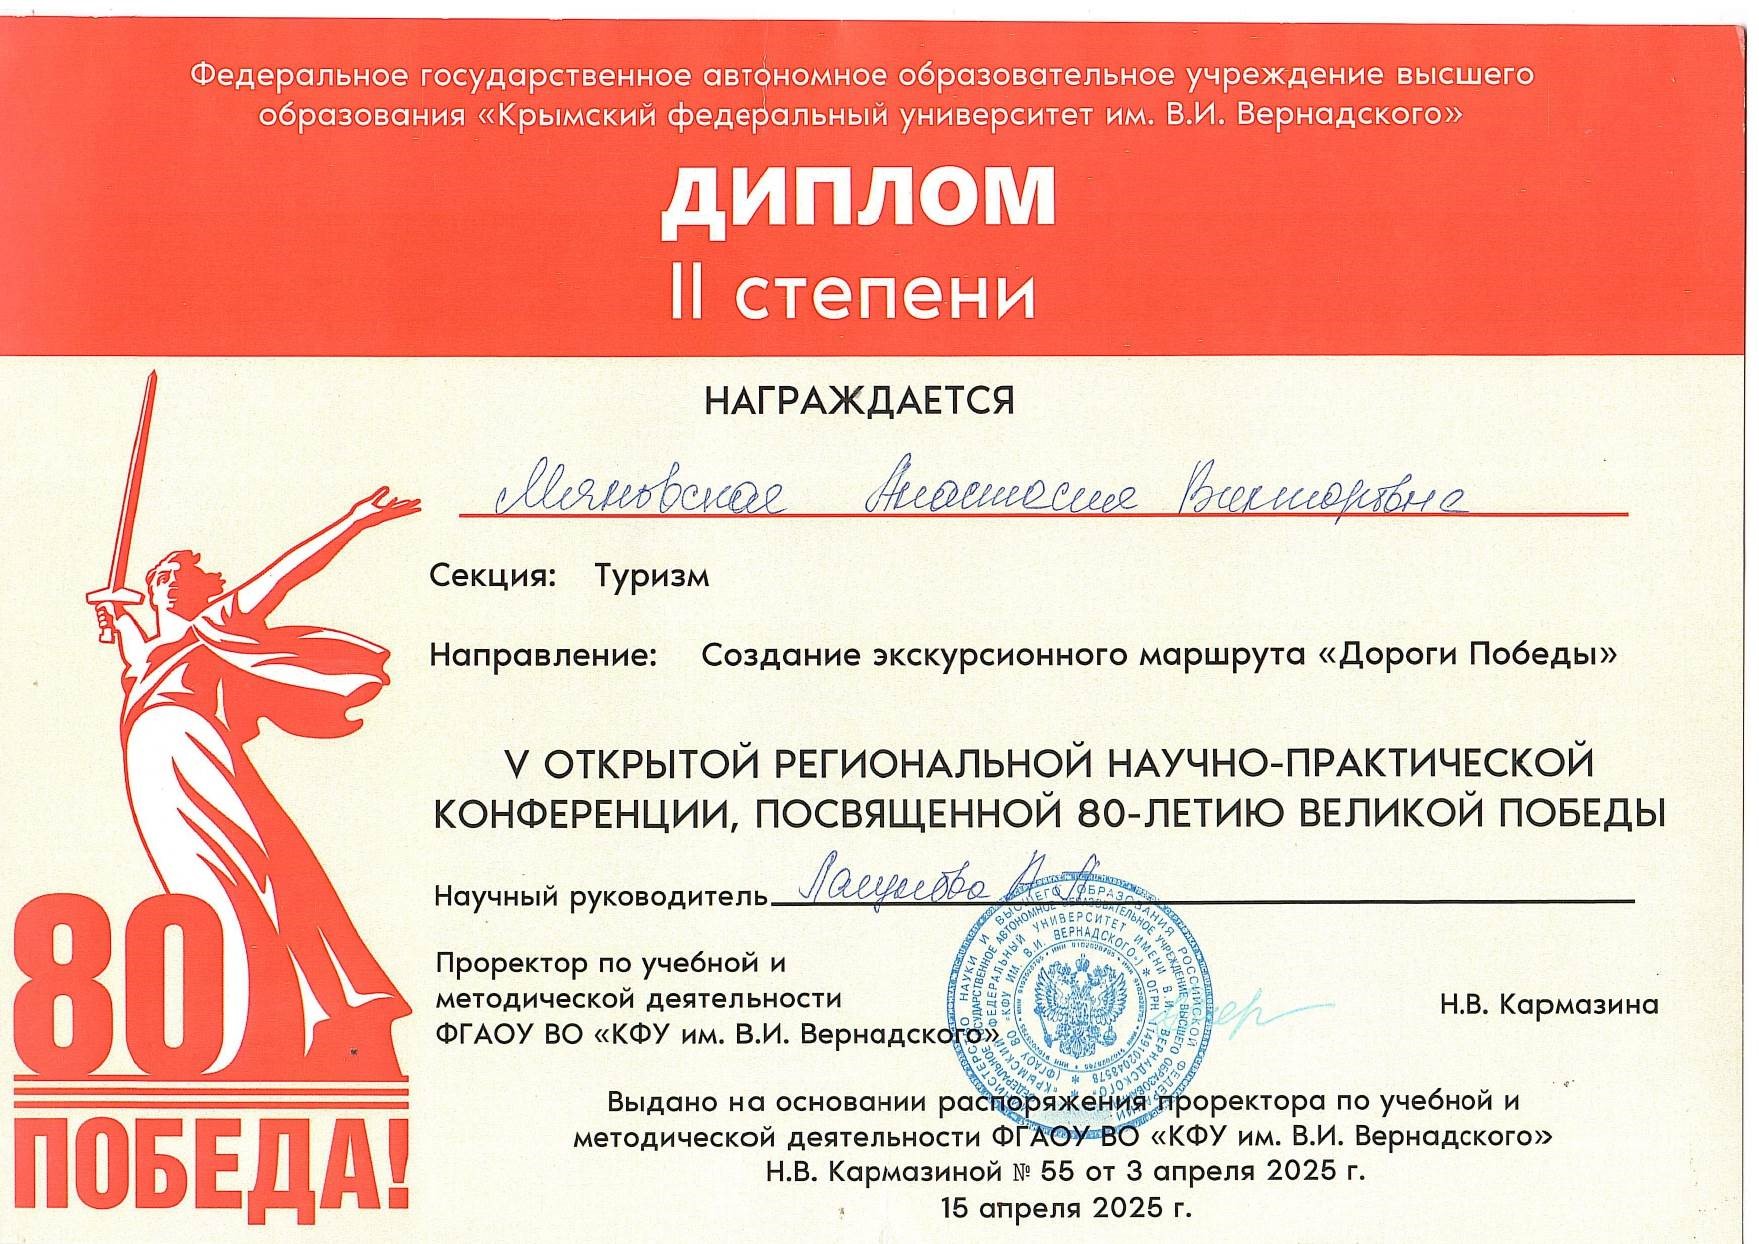 Федеральное государственное автономное образовательное учреждение высшего
образования «Крымский федеральный университет им. В.И. Вернадского»
ДИПЛОМ
II степени
НАГРАЖДАЕТСЯ
Мяновская Анастасия Викторовна
Секция: Туризм
Направление: Создание экскурсионного маршрута «Дороги Победы»
V ОТКРЫТОЙ РЕГИОНАЛЬНОЙ НАУЧНО-ПРАКТИЧЕСКОЙ
КОНФЕРЕНЦИИ, ПОСВЯЩЕННОЙ 80-ЛЕТИЮ ВЕЛИКОЙ ПОБЕДЫ
Научный руководитель
Проректор по учебной и
методической деятельности
ФГАОУ ВО «КФУ им. В.И. Вернадского»
Н.В. Кармазина
Выдано на основании распоряжения проректора по учебной и
методической деятельности ФГАОУ ВО «КФУ им. В.И. Вернадского»
Н.В. Кармазиной № 55 от 3 апреля 2025 г.
15 апреля 2025 г.
80
ПОБЕДА!